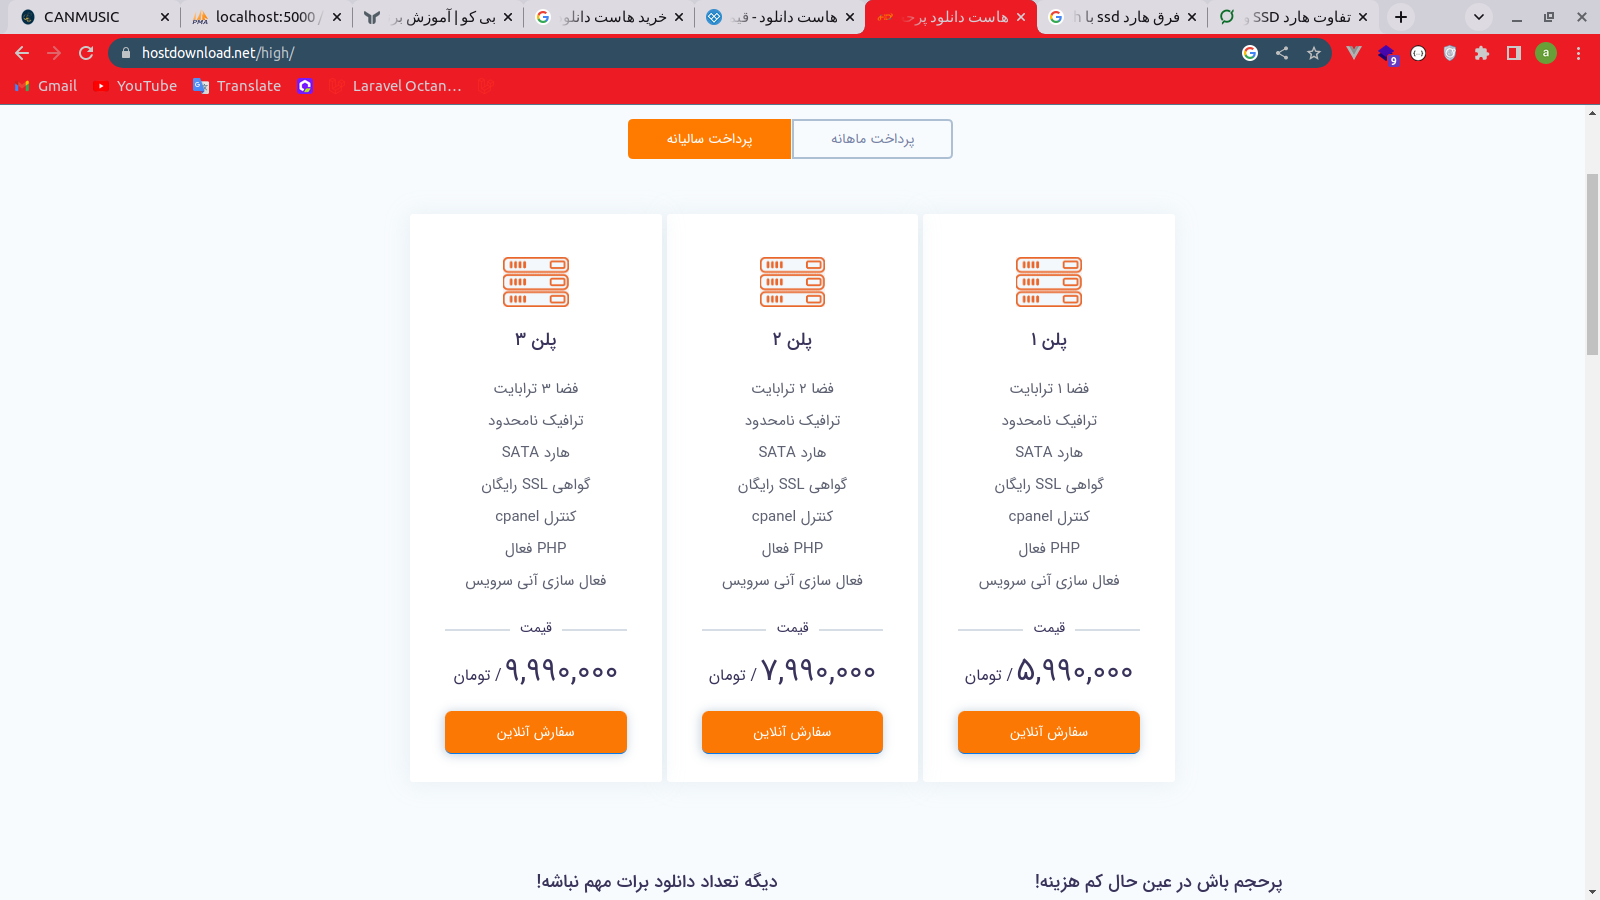 CANMUSIC
localhost:5000 /
بی کو | آموزش بر
خرید هاست دانلو
هاست دانلود - قیـ
هاست دانلود پرحـ
فرق هارد ssd با h
تفاوت هارد SSD و
hostdownload.net/high/
9
a
Gmail
YouTube
Translate
Laravel Octan...
پرداخت ماهانه
پرداخت سالیانه
پلن ۱
فضا ۱ ترابایت
ترافیک نامحدود
هارد SATA
گواهی SSL رایگان
کنترل cpanel
PHP فعال
فعال سازی آنی سرویس
قیمت
۵,۹۹۰,۰۰۰ / تومان
سفارش آنلاین
پلن ۲
فضا ۲ ترابایت
ترافیک نامحدود
هارد SATA
گواهی SSL رایگان
کنترل cpanel
PHP فعال
فعال سازی آنی سرویس
قیمت
۷,۹۹۰,۰۰۰ / تومان
سفارش آنلاین
پلن ۳
فضا ۳ ترابایت
ترافیک نامحدود
هارد SATA
گواهی SSL رایگان
کنترل cpanel
PHP فعال
فعال سازی آنی سرویس
قیمت
۹,۹۹۰,۰۰۰ / تومان
سفارش آنلاین
پرحجم باش در عین حال کم هزینه!
دیگه تعداد دانلود برات مهم نباشه!